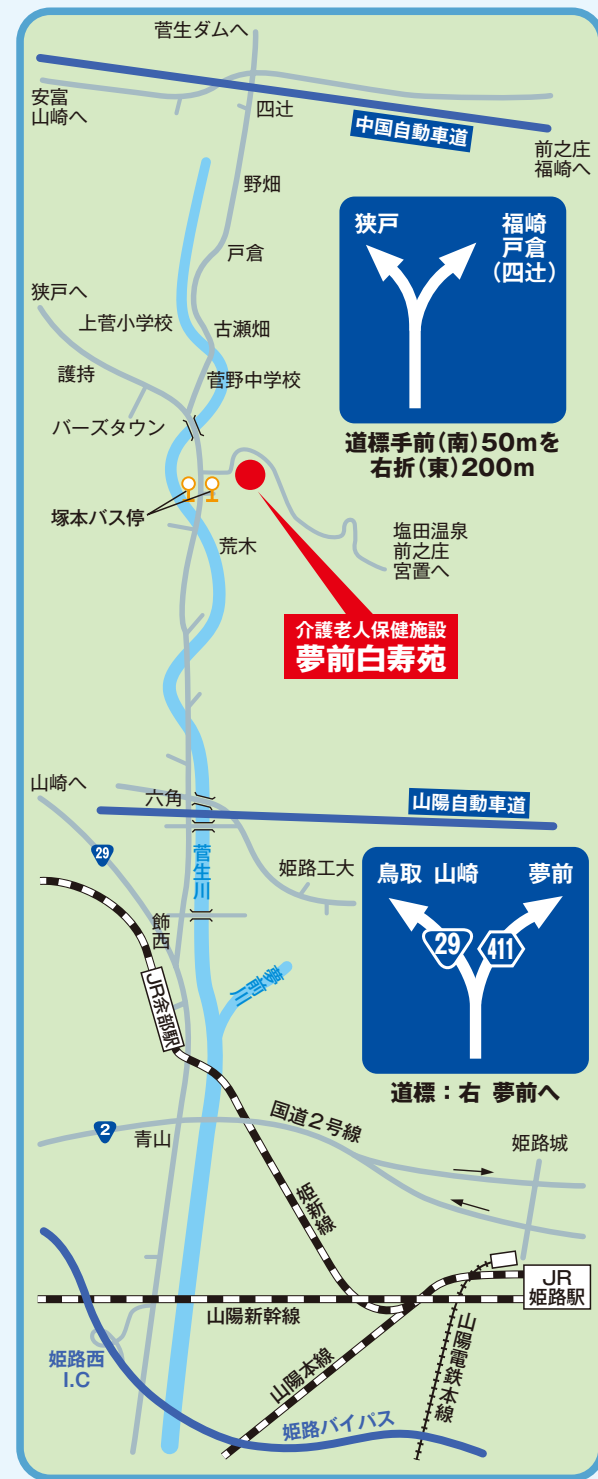 菅生ダムへ
安富
山崎へ
四辻
中国自動車道
前之庄
福崎へ
野畑
狭戸
福崎
戸倉
(四辻)
戸倉
狭戸へ
上菅小学校
古瀬畑
護持
菅野中学校
バーズタウン
道標手前(南)50mを
右折(東)200m
塚本バス停
荒木
塩田温泉
前之庄
宮置へ
介護老人保健施設
夢前白寿苑
山崎へ
六角
山陽自動車道
29
菅生川
姫路工大
鳥取 山崎
夢前
29
411
飾西
夢前川
JR余部駅
道標：右 夢前へ
国道2号線
2
青山
姫路城
姫新線
JR
姫路駅
山陽新幹線
山陽本線
山陽電鉄本線
姫路西
I.C
姫路バイパス